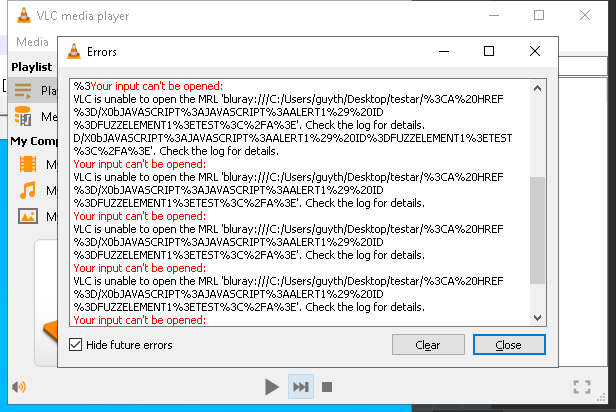 VLC media player
Media
Errors
Playlist
Pla
Me
My Comp
My
My
My
%3Your input can't be opened:
VLC is unable to open the MRL 'bluray:///C:/Users/guyth/Desktop/testar/%3CA%20HREF
%3D/X0bJAVASCRIPT%3AJAVASCRIPT%3AALERT1%29%20ID
%3DFUZZELEMENT1%3ETEST%3C%2FA%3E'. Check the log for details.
D/X0bJAVASCRIPT%3AJAVASCRIPT%3AALERT1%29%20ID%3DFUZZELEMENT1%3ETEST
%3C%2FA%3E'. Check the log for details.
Your input can't be opened:
VLC is unable to open the MRL 'bluray:///C:/Users/guyth/Desktop/testar/%3CA%20HREF
%3D/X0bJAVASCRIPT%3AJAVASCRIPT%3AALERT1%29%20ID
%3DFUZZELEMENT1%3ETEST%3C%2FA%3E'. Check the log for details.
Your input can't be opened:
VLC is unable to open the MRL 'bluray:///C:/Users/guyth/Desktop/testar/%3CA%20HREF
%3D/X0bJAVASCRIPT%3AJAVASCRIPT%3AALERT1%29%20ID
%3DFUZZELEMENT1%3ETEST%3C%2FA%3E'. Check the log for details.
Your input can't be opened:
VLC is unable to open the MRL 'bluray:///C:/Users/guyth/Desktop/testar/%3CA%20HREF
%3D/X0bJAVASCRIPT%3AJAVASCRIPT%3AALERT1%29%20ID
%3DFUZZELEMENT1%3ETEST%3C%2FA%3E'. Check the log for details.
Your input can't be opened:
Hide future errors
Clear
Close